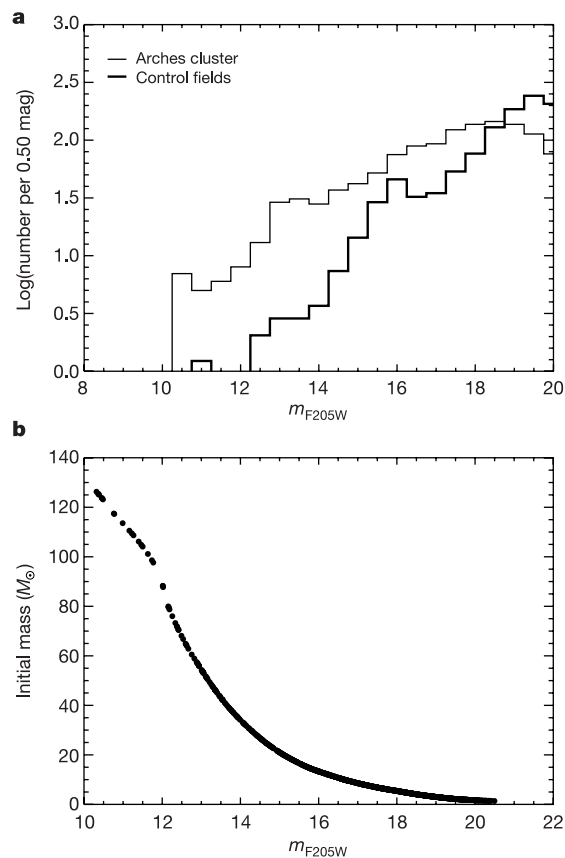 a
3.0
Arches cluster
Control fields
2.5
2.0
1.5
1.0
0.5
0.0
Log(number per 0.50 mag)
8 10 12 14 16 18 20
mF205W
b
140
120
100
80
60
40
20
0
Initial mass (M⊙)
10 12 14 16 18 20 22
mF205W